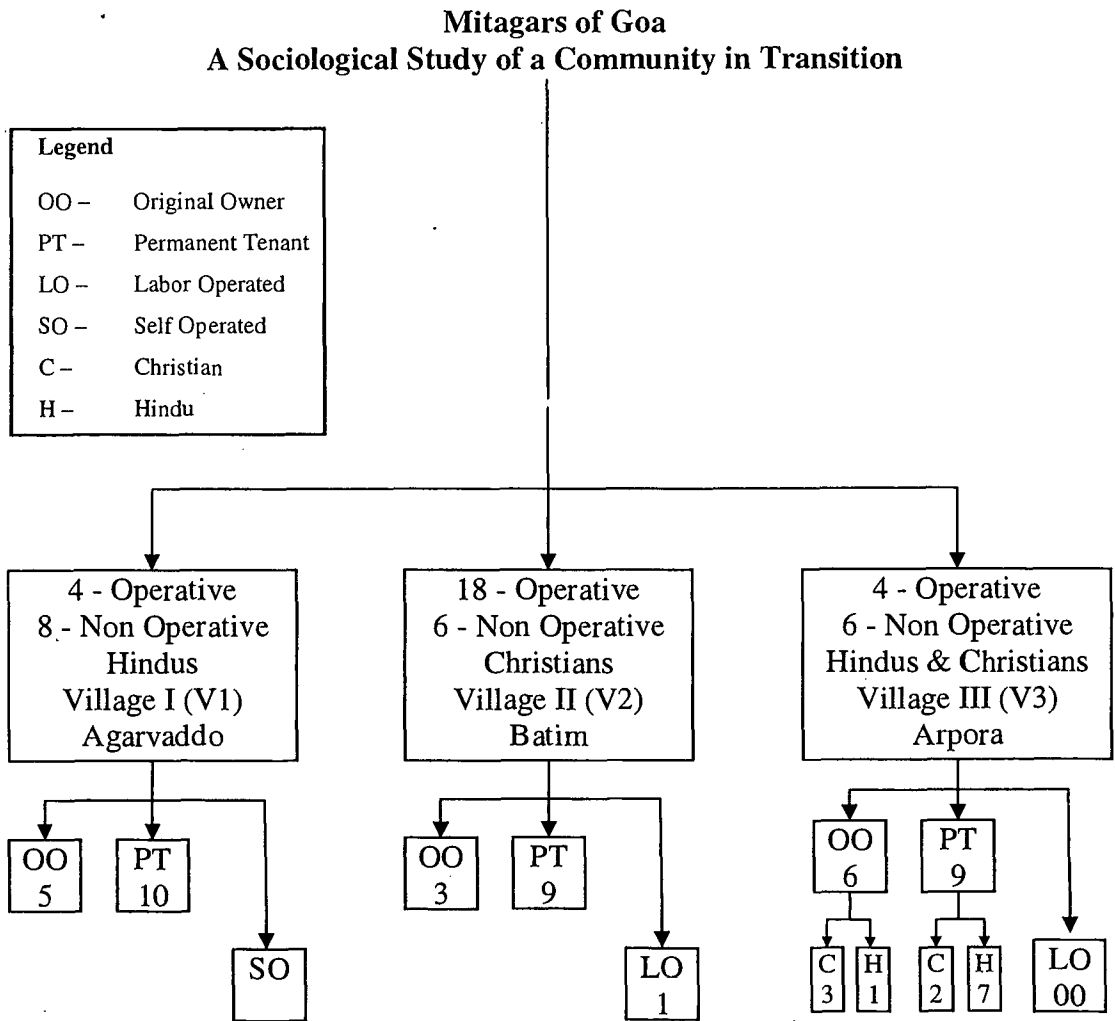 Mitagars of Goa
A Sociological Study of a Community in Transition
Legend
OO – Original Owner
PT – Permanent Tenant
LO – Labor Operated
SO – Self Operated
C – Christian
H – Hindu
4 - Operative
8 - Non Operative
Hindus
Village I (V1)
Agarvaddo
18 - Operative
6 - Non Operative
Christians
Village II (V2)
Batim
4 - Operative
6 - Non Operative
Hindus & Christians
Village III (V3)
Arpora
OO
5
PT
10
SO
OO
3
PT
9
LO
1
OO
6
PT
9
C
3
H
1
C
2
H
7
LO
00